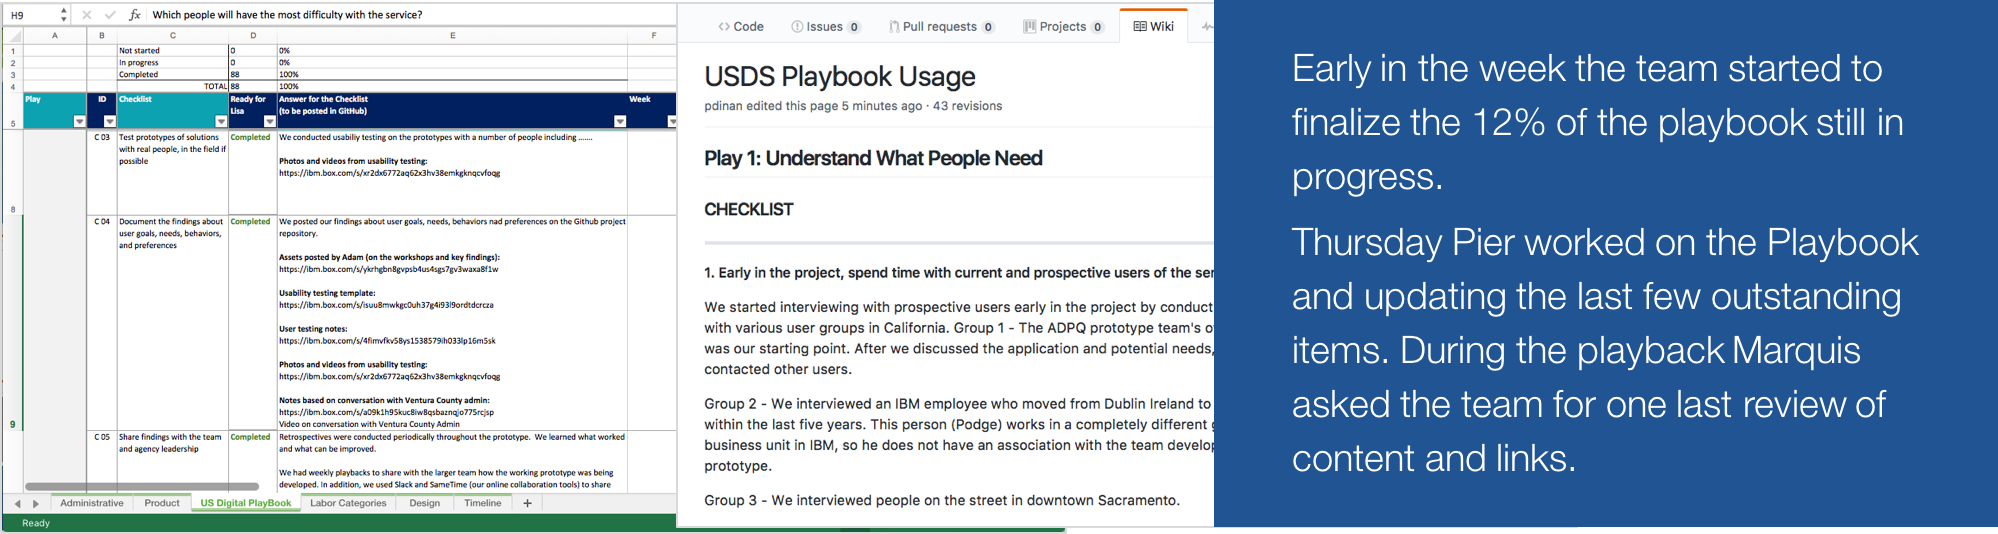 H9
fx Which people will have the most difficulty with the service?
A B C D E F
1 Not started 0 0%
2 In progress 0 0%
3 Completed 88 100%
4 TOTAL 88 100%
Play ID Checklist Ready for Lisa Answer for the Checklist (to be posted in GitHub) Week
5
C 03 Test prototypes of solutions Completed We conducted usabiliy testing on the prototypes with a number of people including .......
with real people, in the field if
possible
Photos and videos from usability testing:
https://ibm.box.com/s/xr2dx6772aq62x3hv38emkgknqcvfoqg
8
C 04 Document the findings about Completed We posted our findings about user goals, needs, behaviors nad preferences on the Github project
user goals, needs, behaviors, repository.
and preferences
Assets posted by Adam (on the workshops and key findings):
https://ibm.box.com/s/ykrhgbn8gvpsb4us4sgs7gv3waxa8f1w
Usability testing template:
https://ibm.box.com/s/isuu8mwkgc0uh37g4i93l9ordtdcrcza
User testing notes:
https://ibm.box.com/s/4fimvfkv58ys1538579ih033lp16m5sk
Photos and videos from usability testing:
https://ibm.box.com/s/xr2dx6772aq62x3hv38emkgknqcvfoqg
Notes based on conversation with Ventura County admin:
https://ibm.box.com/s/a09k1h95kuc8iw8qsbaznqjo775rcjsp
9 Video on conversation with Ventura County Admin
C 05 Share findings with the team Completed Retrospectives were conducted periodically throughout the prototype. We learned what worked
and agency leadership and what can be improved.
We had weekly playbacks to share with the larger team how the working prototype was being
developed. In addition, we used Slack and SameTime (our online collaboration tools) to share
Administrative Product US Digital PlayBook Labor Categories Design Timeline +
Ready
Code Issues 0 Pull requests 0 Projects 0 Wiki
USDS Playbook Usage
pdinan edited this page 5 minutes ago · 43 revisions
Play 1: Understand What People Need
CHECKLIST
1. Early in the project, spend time with current and prospective users of the ser
We started interviewing with prospective users early in the project by conduct
with various user groups in California. Group 1 - The ADPQ prototype team's o
was our starting point. After we discussed the application and potential needs,
contacted other users.
Group 2 - We interviewed an IBM employee who moved from Dublin Ireland to
within the last five years. This person (Podge) works in a completely different
business unit in IBM, so he does not have an association with the team develop
prototype.
Group 3 - We interviewed people on the street in downtown Sacramento.
Early in the week the team started to
finalize the 12% of the playbook still in
progress.
Thursday Pier worked on the Playbook
and updating the last few outstanding
items. During the playback Marquis
asked the team for one last review of
content and links.